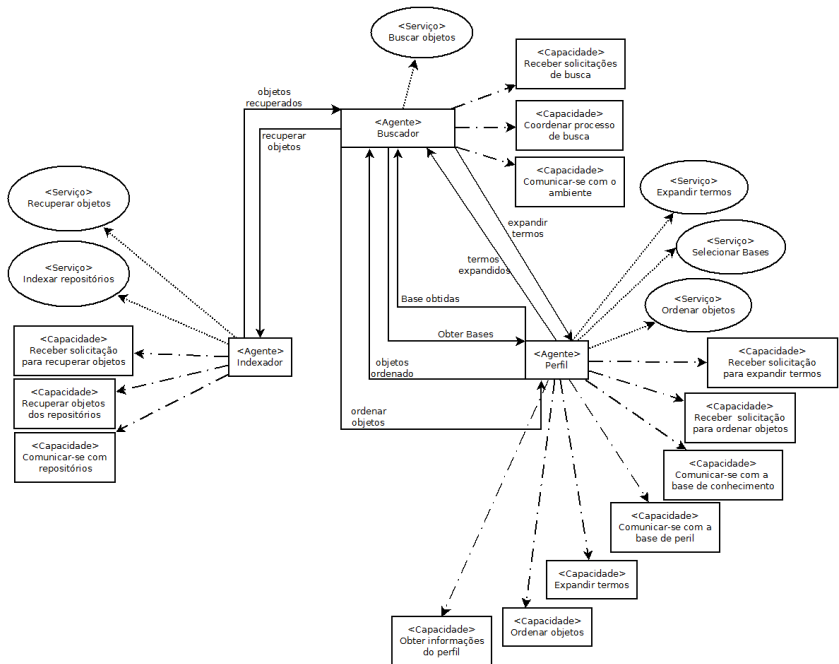 <Serviço>
Buscar objetos
<Capacidade>
Receber solicitações
de busca
objetos
recuperados
<Agente>
Buscador
recuperar
objetos
<Capacidade>
Coordenar processo
de busca
<Capacidade>
Comunicar-se com o
ambiente
<Serviço>
Recuperar objetos
<Serviço>
Expandir termos
expandir
termos
<Serviço>
Selecionar Bases
termos
expandidos
<Serviço>
Indexar repositórios
Base obtidas
<Serviço>
Ordenar objetos
Obter Bases
<Capacidade>
Receber solicitação
para recuperar objetos
<Agente>
Indexador
objetos
ordenado
<Agente>
Perfil
<Capacidade>
Receber solicitação
para expandir termos
<Capacidade>
Recuperar objetos
dos repositórios
ordenar
objetos
<Capacidade>
Receber  solicitação
para ordenar objetos
<Capacidade>
Comunicar-se com
repositórios
<Capacidade>
Comunicar-se com a
base de conhecimento
<Capacidade>
Comunicar-se com a
base de peril
<Capacidade>
Expandir termos
<Capacidade>
Ordenar objetos
<Capacidade>
Obter informações
do perfil